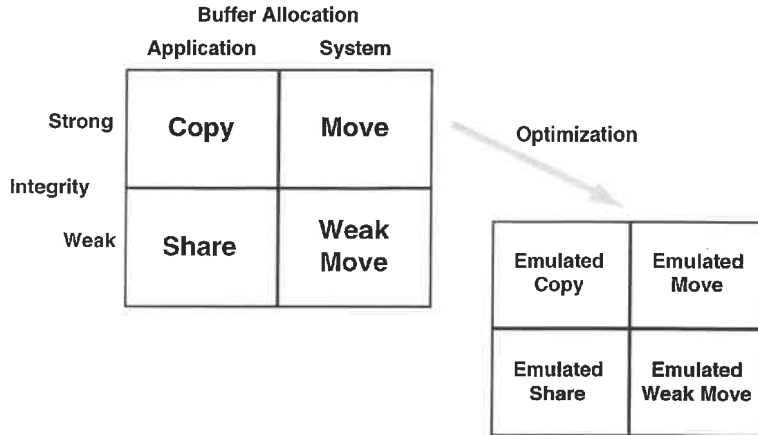 Buffer Allocation
Application System
Strong
Copy
Move
Optimization
Integrity
Weak
Share
Weak
Move
Emulated
Copy
Emulated
Move
Emulated
Share
Emulated
Weak Move